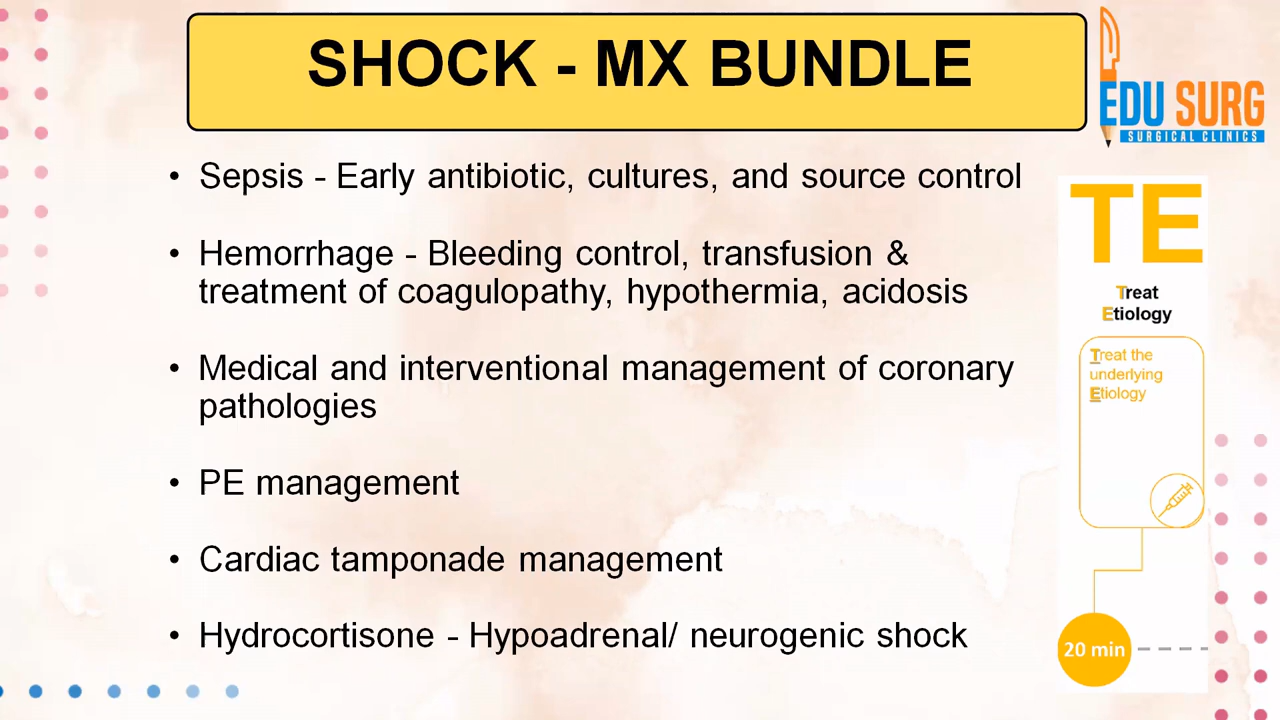 SHOCK - MX BUNDLE
EDU SURG
SURGICAL CLINICS
• Sepsis - Early antibiotic, cultures, and source control
• Hemorrhage - Bleeding control, transfusion &
treatment of coagulopathy, hypothermia, acidosis
• Medical and interventional management of coronary
pathologies
• PE management
• Cardiac tamponade management
• Hydrocortisone - Hypoadrenal/ neurogenic shock
TE
Treat
Etiology
Treat the
underlying
Etiology
20 min